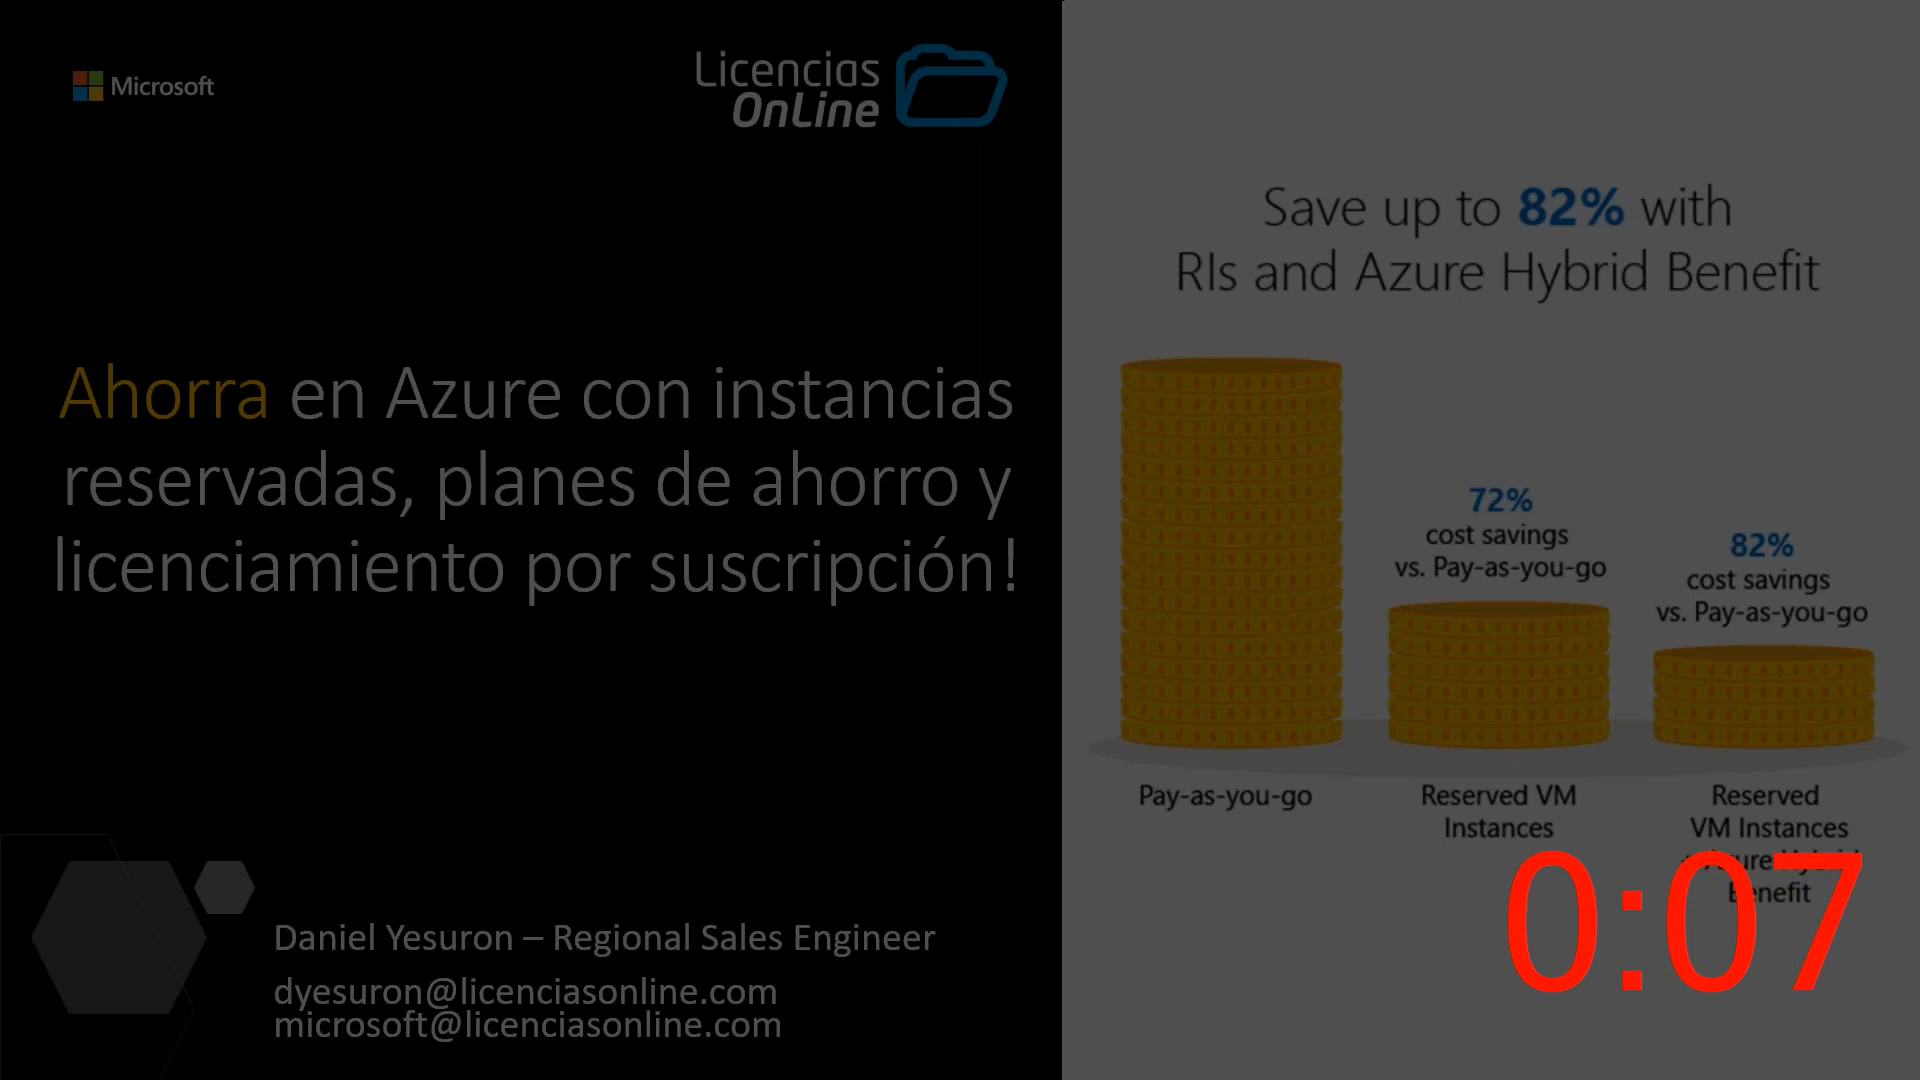 Microsoft
Licencias
OnLine
Ahorra en Azure con instancias
reservadas, planes de ahorro y
licenciamiento por suscripción!
Daniel Yesuron – Regional Sales Engineer
dyesuron@licenciasonline.com
microsoft@licenciasonline.com
Save up to 82% with
RIs and Azure Hybrid Benefit
72%
cost savings
vs. Pay-as-you-go
82%
cost savings
vs. Pay-as-you-go
Pay-as-you-go
Reserved VM
Instances
Reserved
VM Instances
+ Azure Hybrid
Benefit
0:07